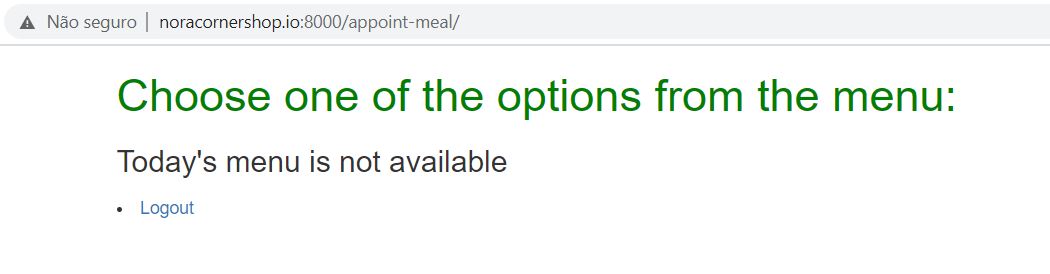 Não seguro | noracornershop.io:8000/appoint-meal/
Choose one of the options from the menu:
Today's menu is not available
• Logout